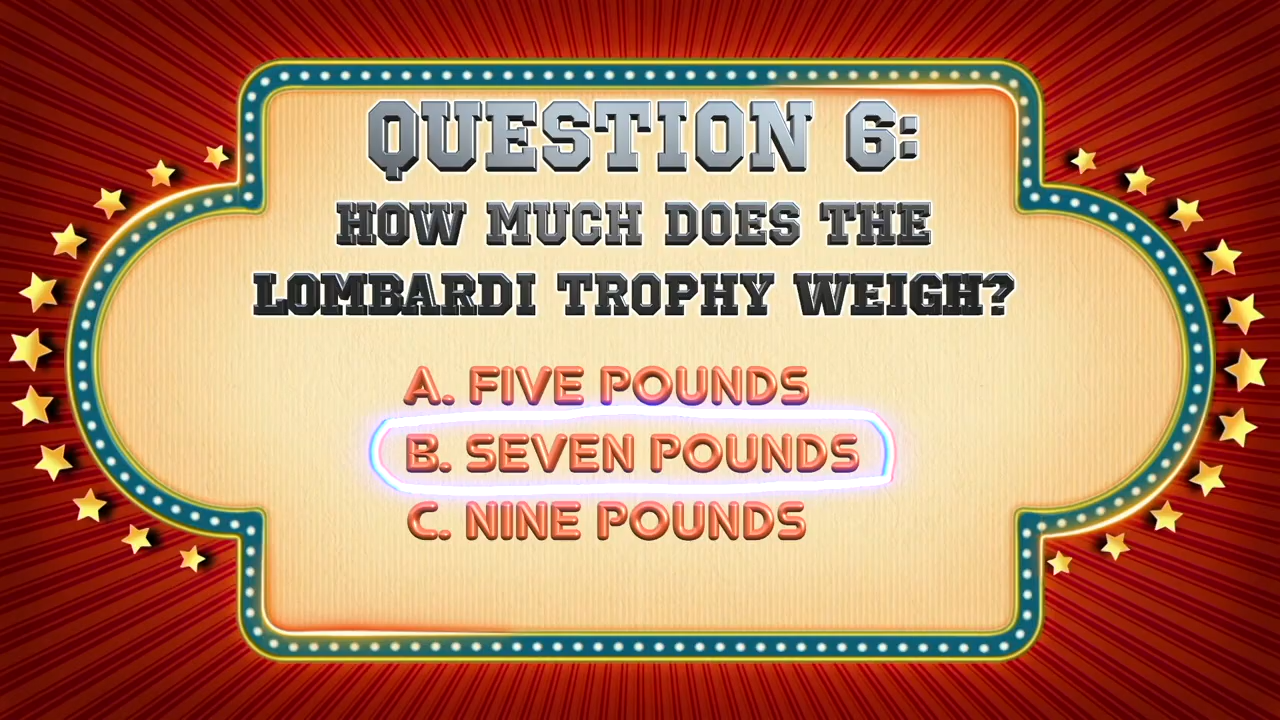 QUESTION 6:
HOW MUCH DOES THE
LOMBARDI TROPHY WEIGH?
A. FIVE POUNDS
B. SEVEN POUNDS
C. NINE POUNDS